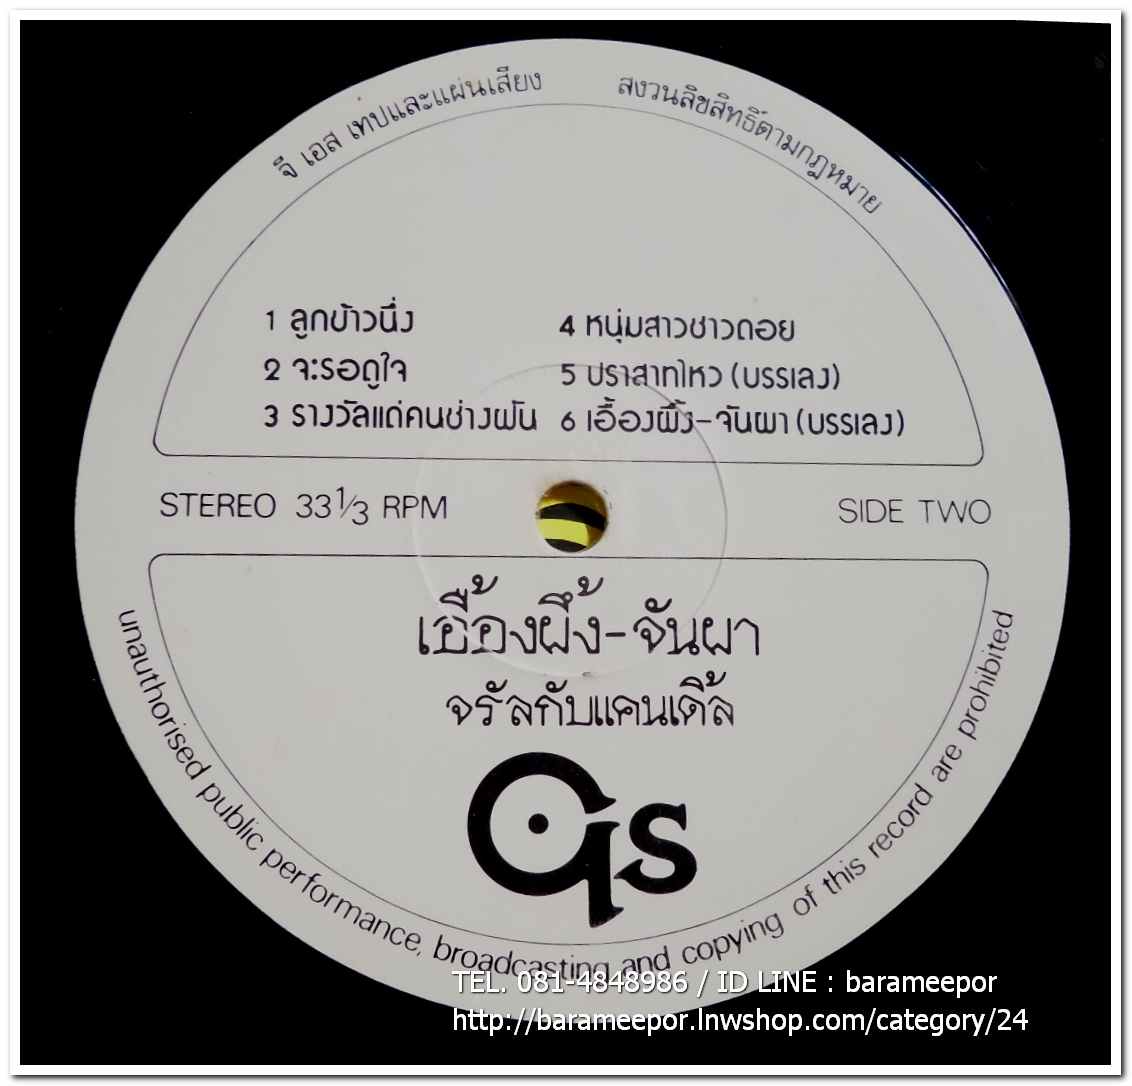 จี เอส เทปและแผ่นเสียง
สงวนลิขสิทธิ์ตามกฎหมาย
1 ลูกข้าวนึ่ง
2 จะรอดูใจ
3 รางวัลแด่คนช่างฝัน
4 หนุ่มสาวชาวดอย
5 ปราสาทไหว (บรรเลง)
6 เอื้องผึ้ง-จันผา (บรรเลง)
STEREO 33 1/3 RPM
SIDE TWO
เอื้องผึ้ง-จันผา
จรัลกับแคนเดิ้ล
GS
unauthorised public performance, broadcasting and copying of this record are prohibited
TEL. 081-4848986 / ID LINE : barameepor
http://barameepor.lnwshop.com/category/24